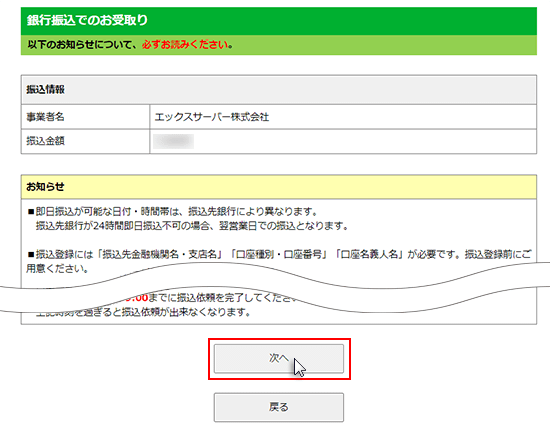 銀行振込でのお受取り
以下のお知らせについて、必ずお読みください。
振込情報
事業者名 エックスサーバー株式会社
振込金額
お知らせ
■即日振込が可能な日付・時間帯は、振込先銀行により異なります。
振込先銀行が24時間即日振込不可の場合、翌営業日での振込となります。
■振込登録には「振込先金融機関名・支店名」「口座種別・口座番号」「口座名義人名」が必要です。振込登録前にご
用意ください。
:00までに振込依頼を完了してくださ
を過ぎると振込依頼が出来なくなります。
次へ
戻る